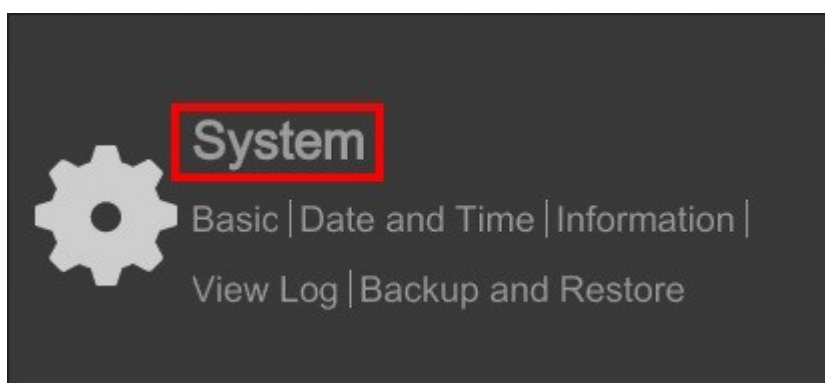 System
Basic | Date and Time | Information |
View Log | Backup and Restore